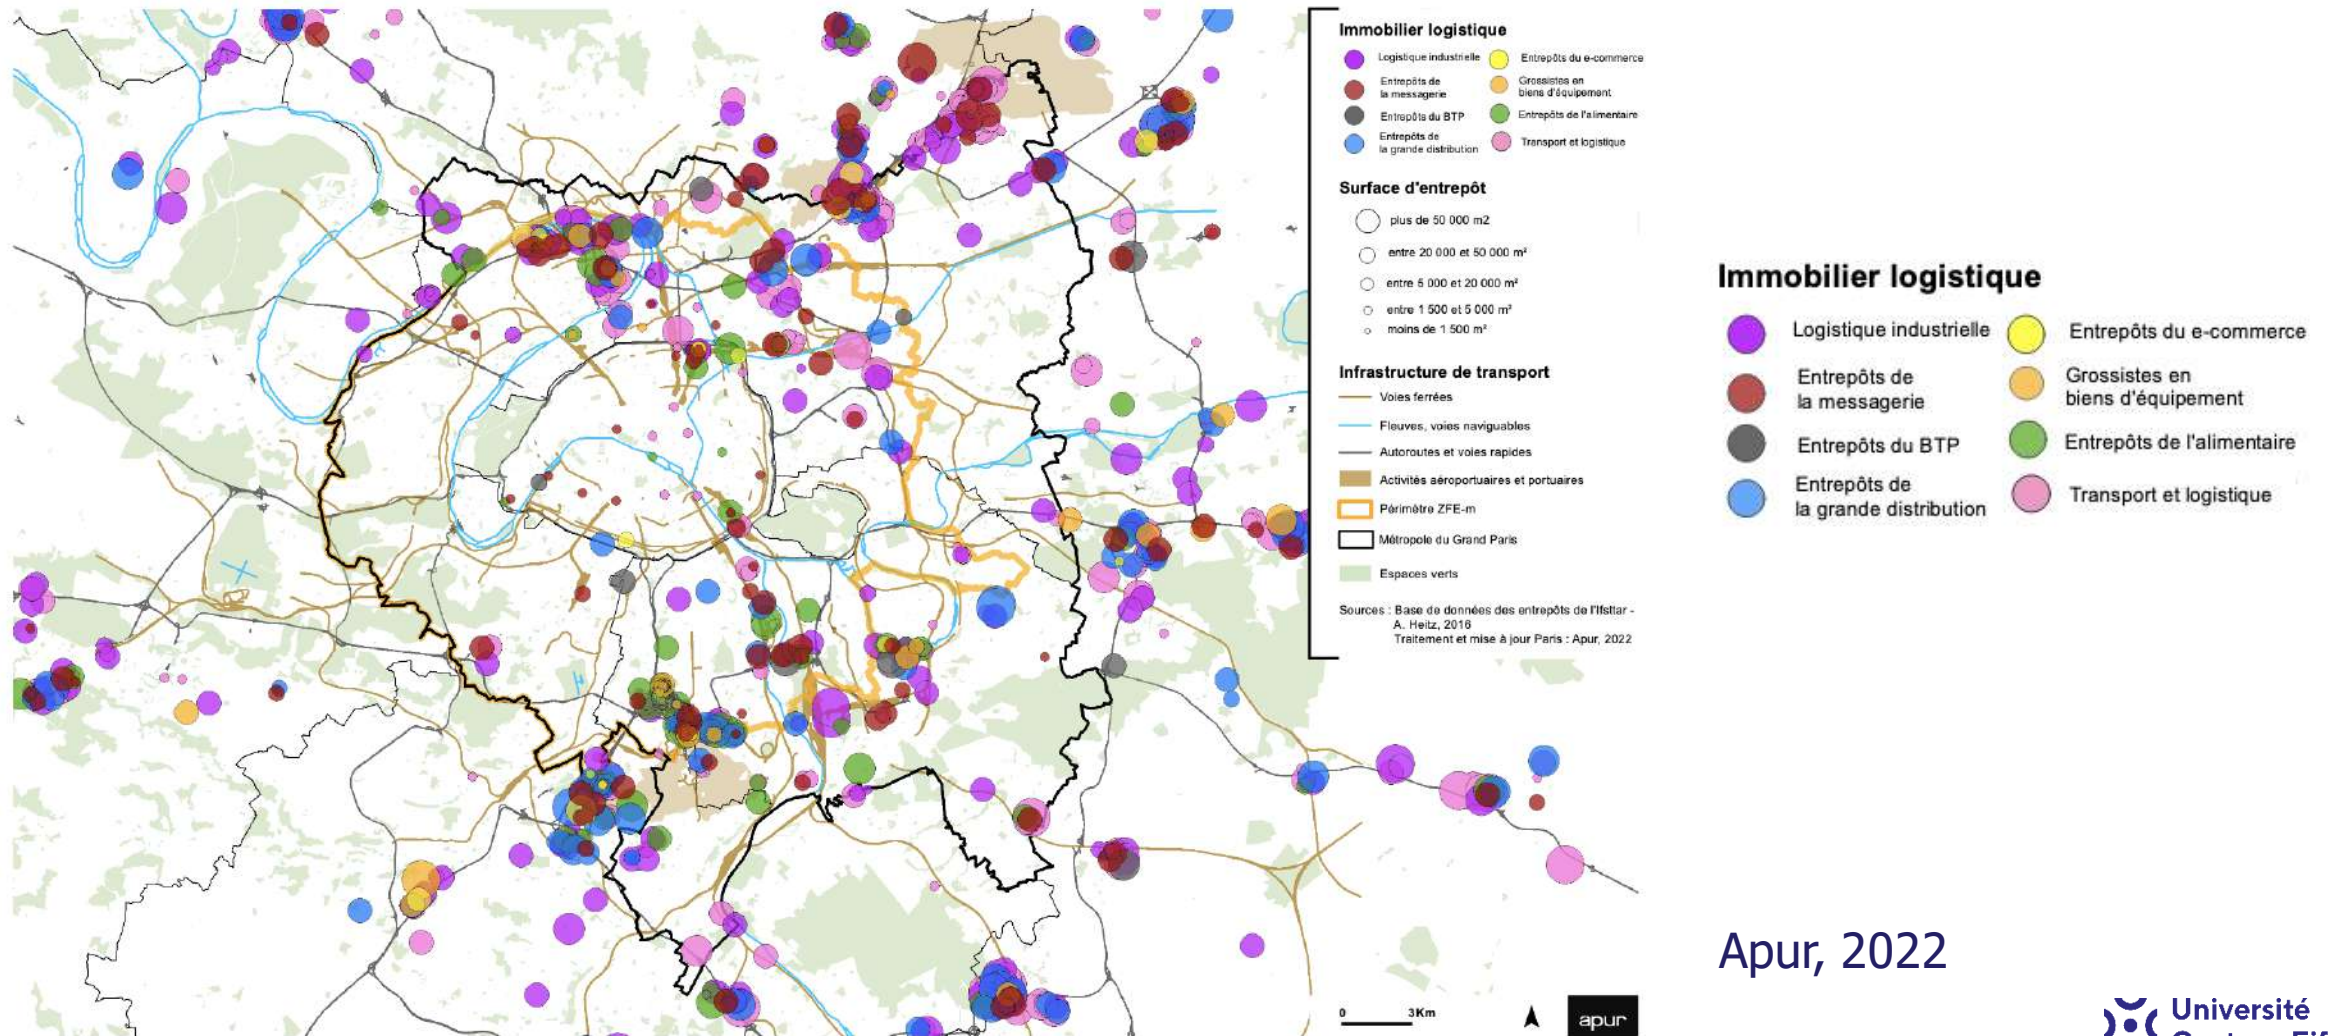 Immobilier logistique
Logistique industrielle
Entrepôts du e-commerce
Entrepôts de
la messagerie
Grossistes en
biens d'équipement
Entrepôts du BTP
Entrepôts de l'alimentaire
Entrepôts de
la grande distribution
Transport et logistique
Surface d'entrepôt
plus de 50 000 m2
entre 20 000 et 50 000 m²
entre 5 000 et 20 000 m²
entre 1 500 et 5 000 m²
moins de 1 500 m²
Infrastructure de transport
Voies ferrées
Fleuves, voies naviguables
Autoroutes et voies rapides
Activités aéroportuaires et portuaires
Périmètre ZFE-m
Métropole du Grand Paris
Espaces verts
Sources : Base de données des entrepôts de l'Ifsttar -
A. Heitz, 2016
Traitement et mise à jour Paris : Apur, 2022
0 3Km
apur
Immobilier logistique
Logistique industrielle
Entrepôts du e-commerce
Entrepôts de
la messagerie
Grossistes en
biens d'équipement
Entrepôts du BTP
Entrepôts de l'alimentaire
Entrepôts de
la grande distribution
Transport et logistique
Apur, 2022
Université